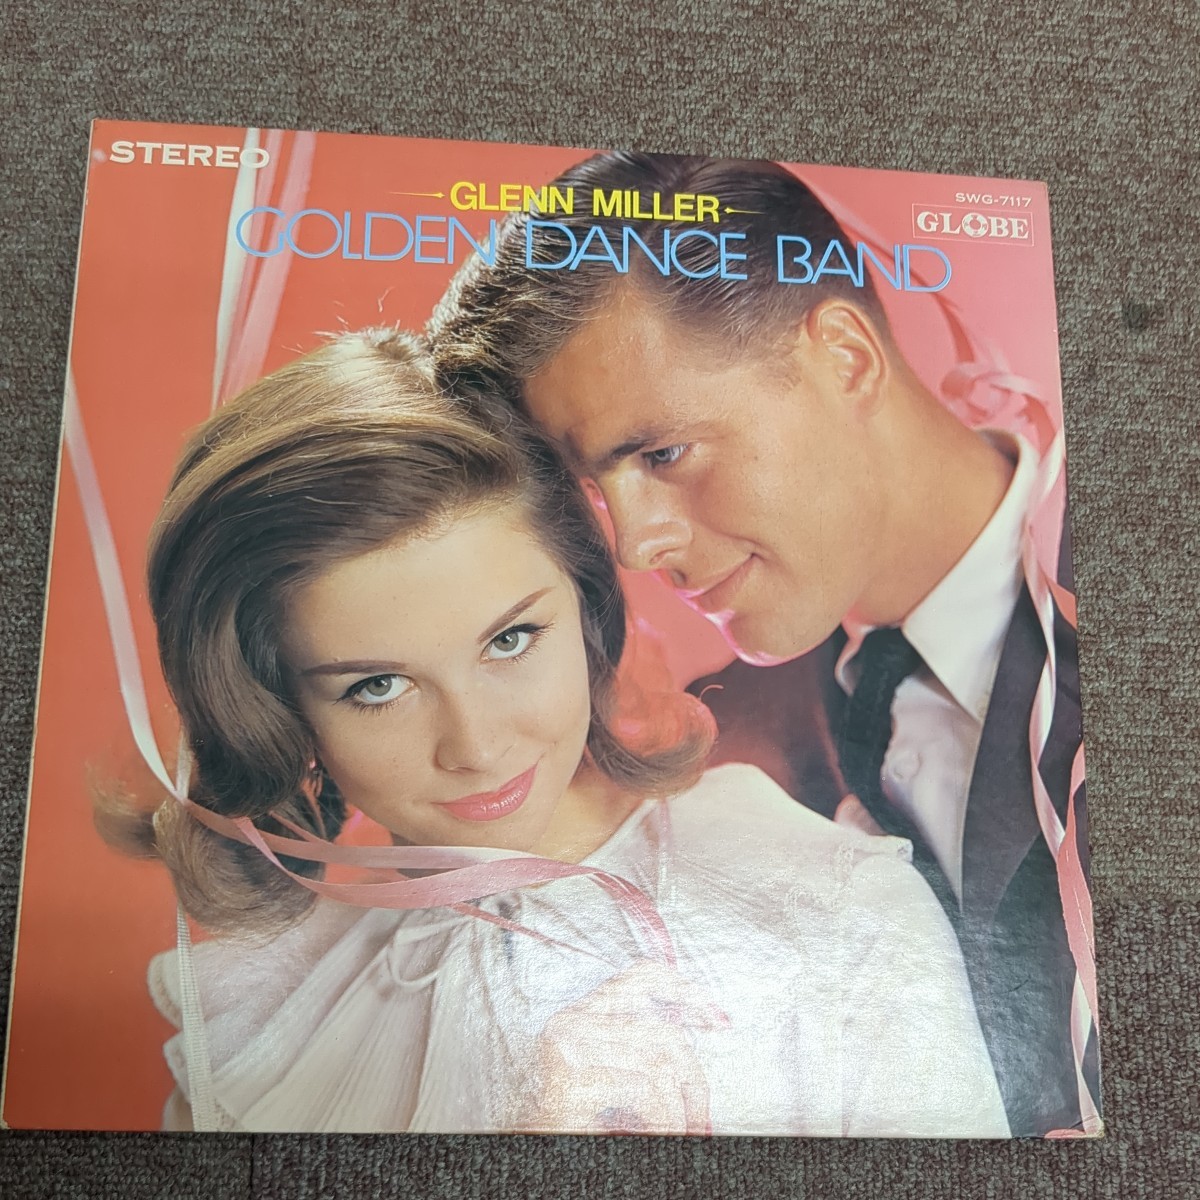 STEREO
GLENN MILLER
GOLDEN DANCE BAND
SWG-7117
GLOBE